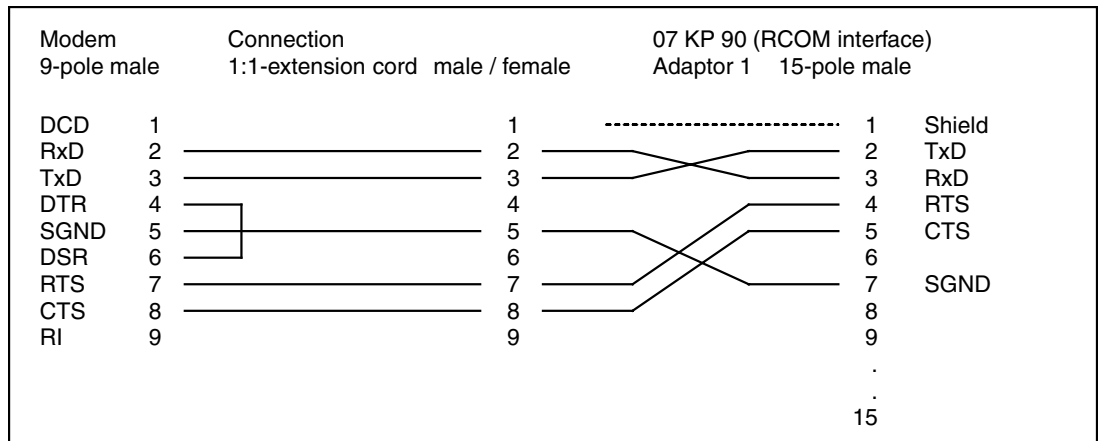 Modem Connection 07 KP 90 (RCOM interface)
9-pole male 1:1-extension cord male / female Adaptor 1 15-pole male
DCD 1 1 1 Shield
RxD 2 2 2 TxD
TxD 3 3 3 RxD
DTR 4 4 4 RTS
SGND 5 5 5 CTS
DSR 6 6 6
RTS 7 7 7 SGND
CTS 8 8 8
RI 9 9 9
.
.
15